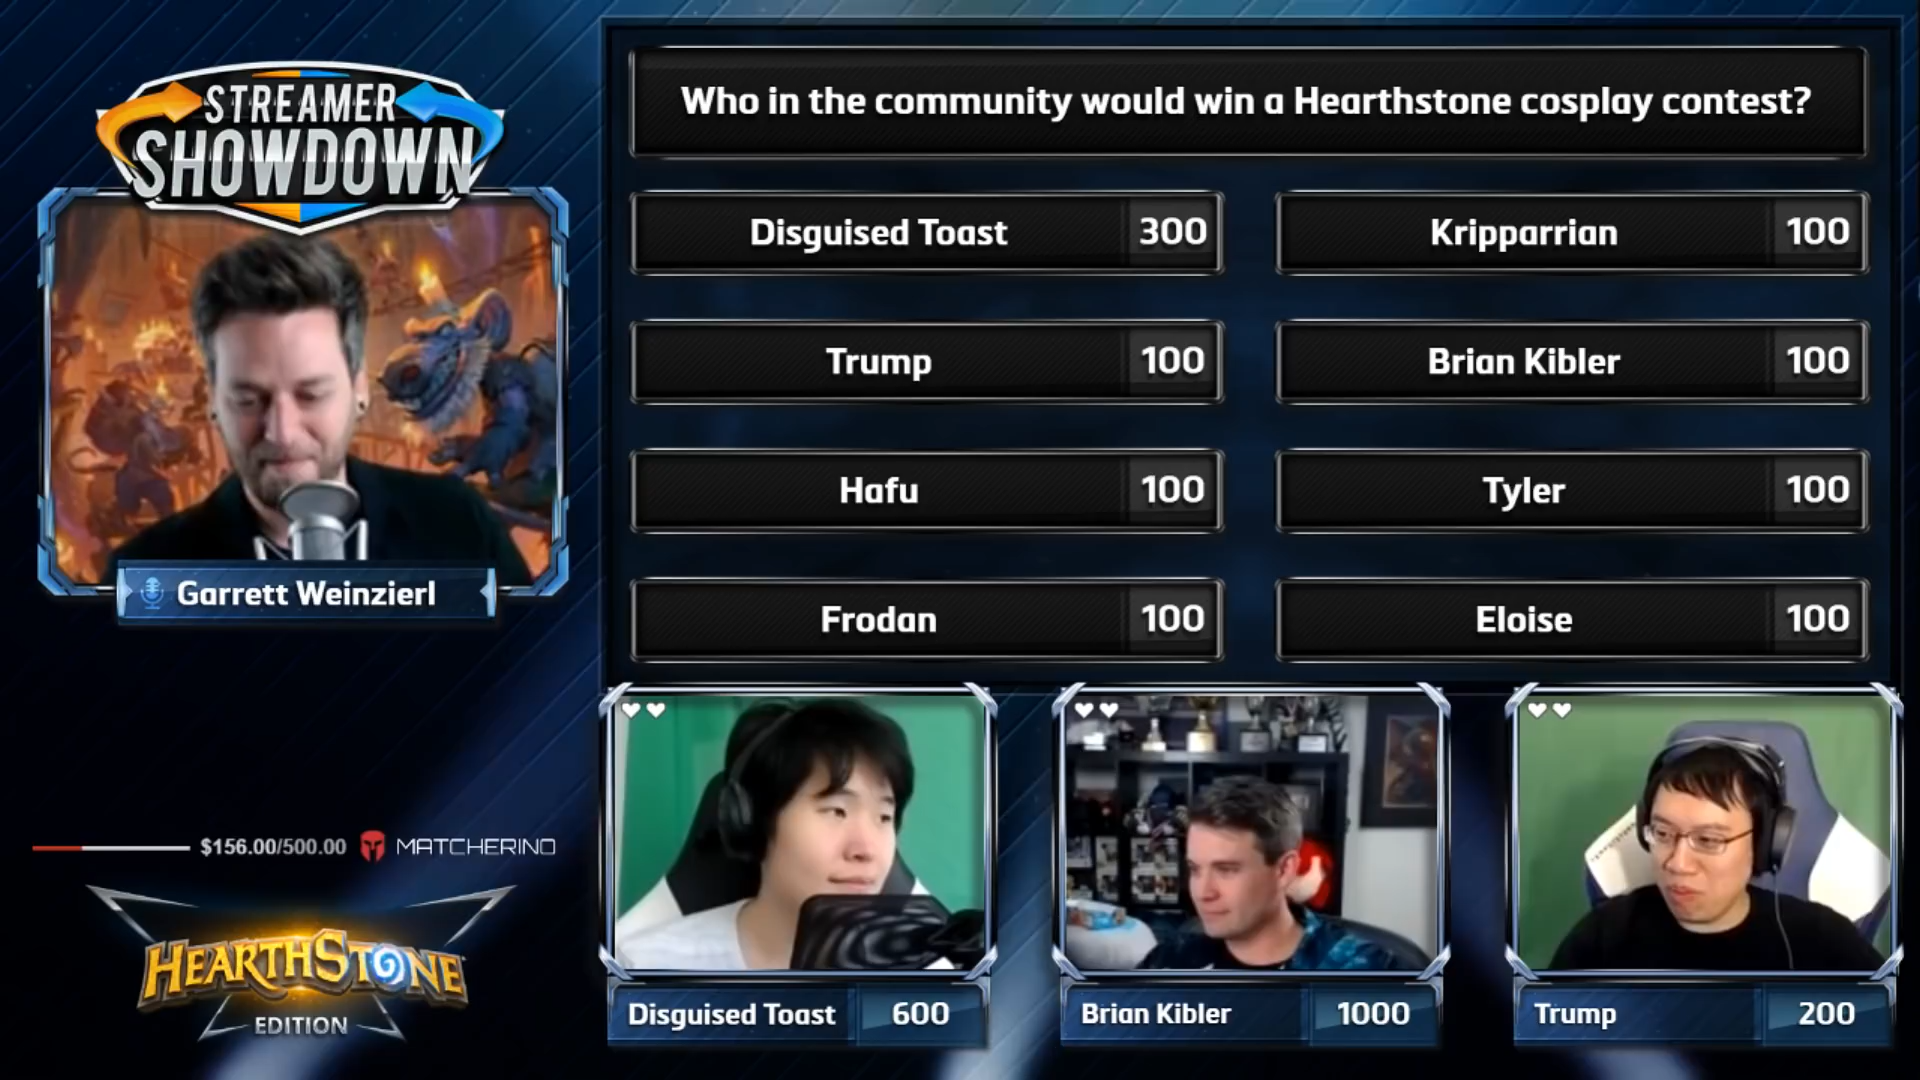 STREAMER
SHOWDOWN
Garrett Weinzierl
$156.00/500.00 MATCHERINO
HEARTHSTONE
EDITION
Who in the community would win a Hearthstone cosplay contest?
Disguised Toast 300
Kripparrian 100
Trump 100
Brian Kibler 100
Hafu 100
Tyler 100
Frodan 100
Eloise 100
Disguised Toast 600
Brian Kibler 1000
Trump 200